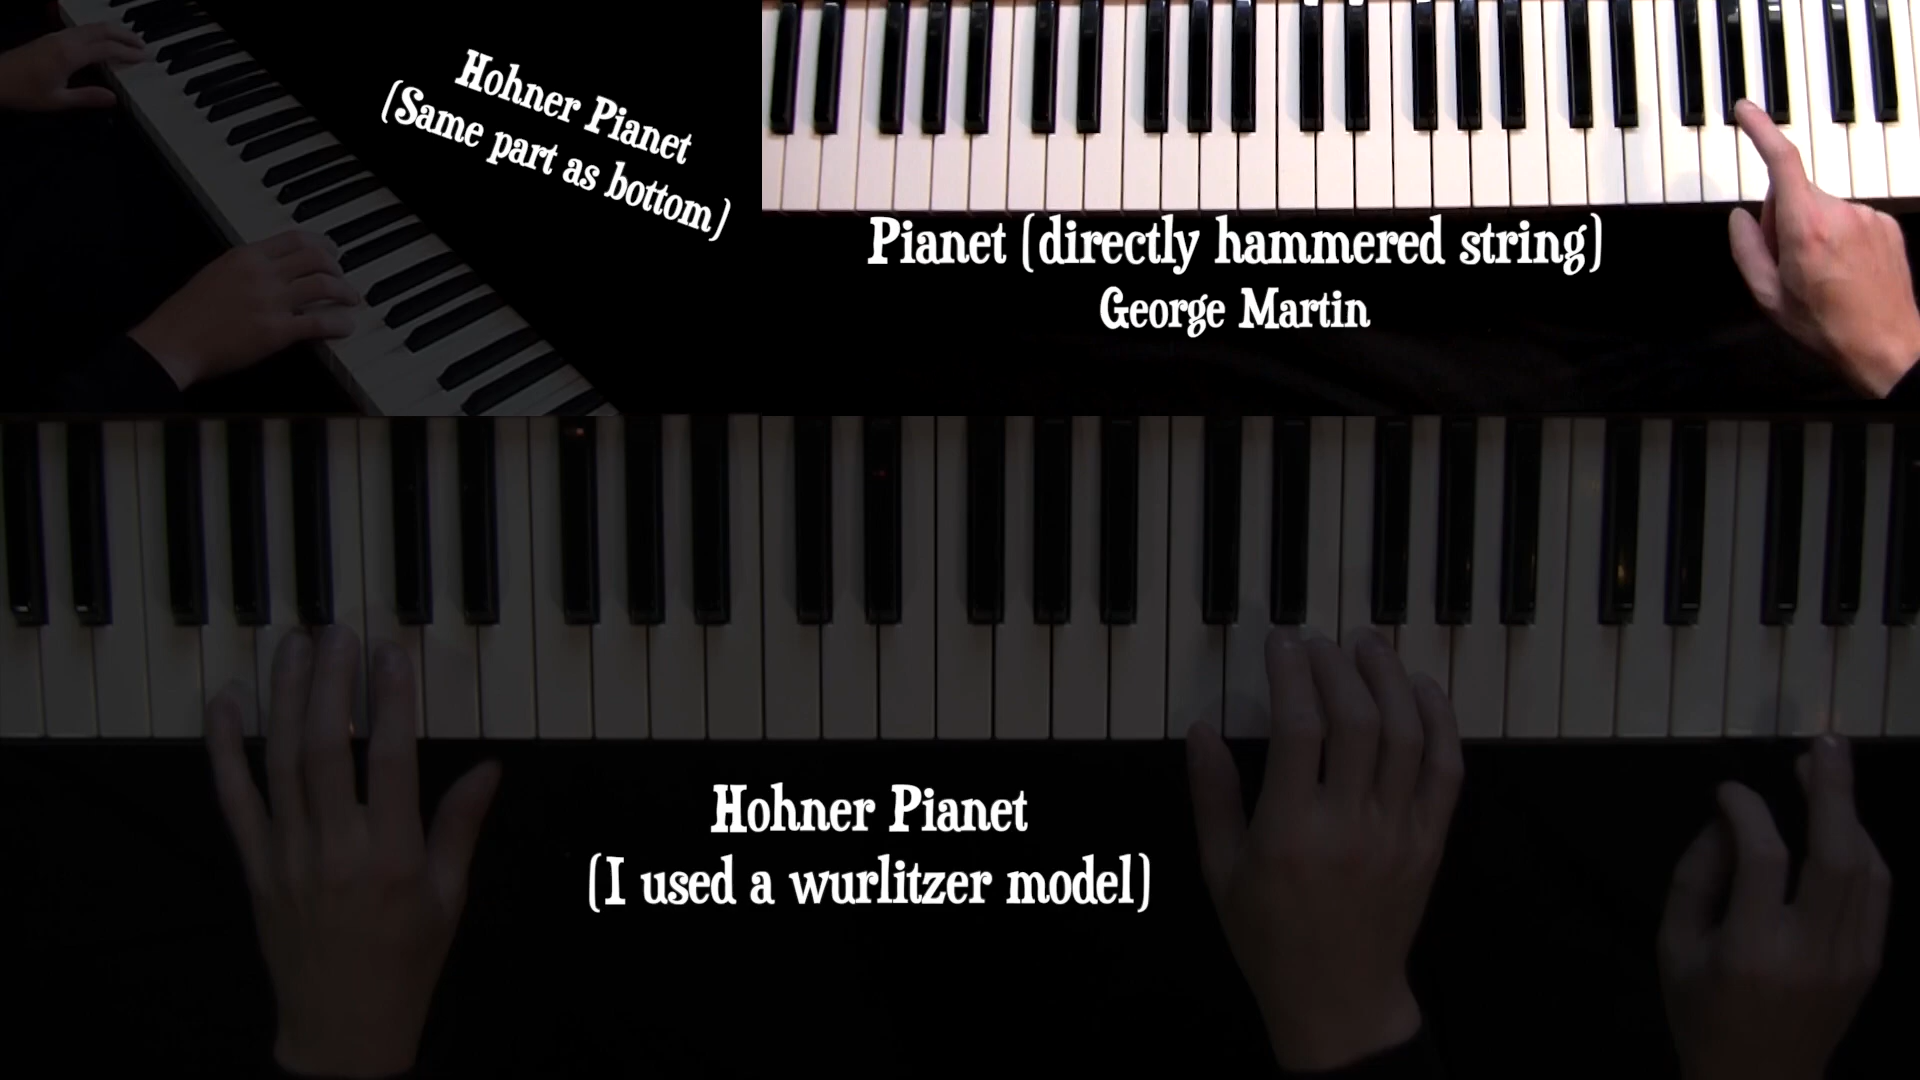 Hohner Pianet
(Same part as bottom)
Pianet (directly hammered string)
George Martin
Hohner Pianet
(I used a wurlitzer model)